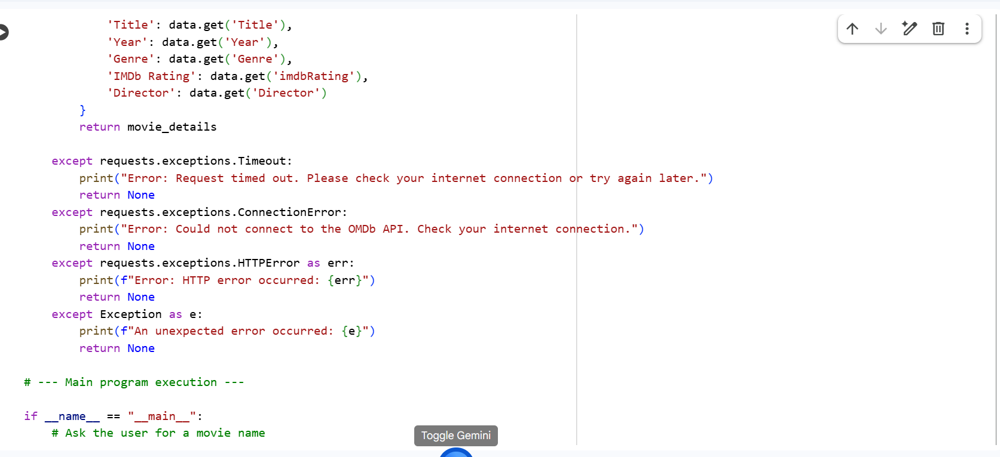 'Title': data.get('Title'),
            'Year': data.get('Year'),
            'Genre': data.get('Genre'),
            'IMDb Rating': data.get('imdbRating'),
            'Director': data.get('Director')
        }
        return movie_details

    except requests.exceptions.Timeout:
        print("Error: Request timed out. Please check your internet connection or try again later.")
        return None
    except requests.exceptions.ConnectionError:
        print("Error: Could not connect to the OMDb API. Check your internet connection.")
        return None
    except requests.exceptions.HTTPError as err:
        print(f"Error: HTTP error occurred: {err}")
        return None
    except Exception as e:
        print(f"An unexpected error occurred: {e}")
        return None

# --- Main program execution ---

if __name__ == "__main__":
    # Ask the user for a movie name
Toggle Gemini